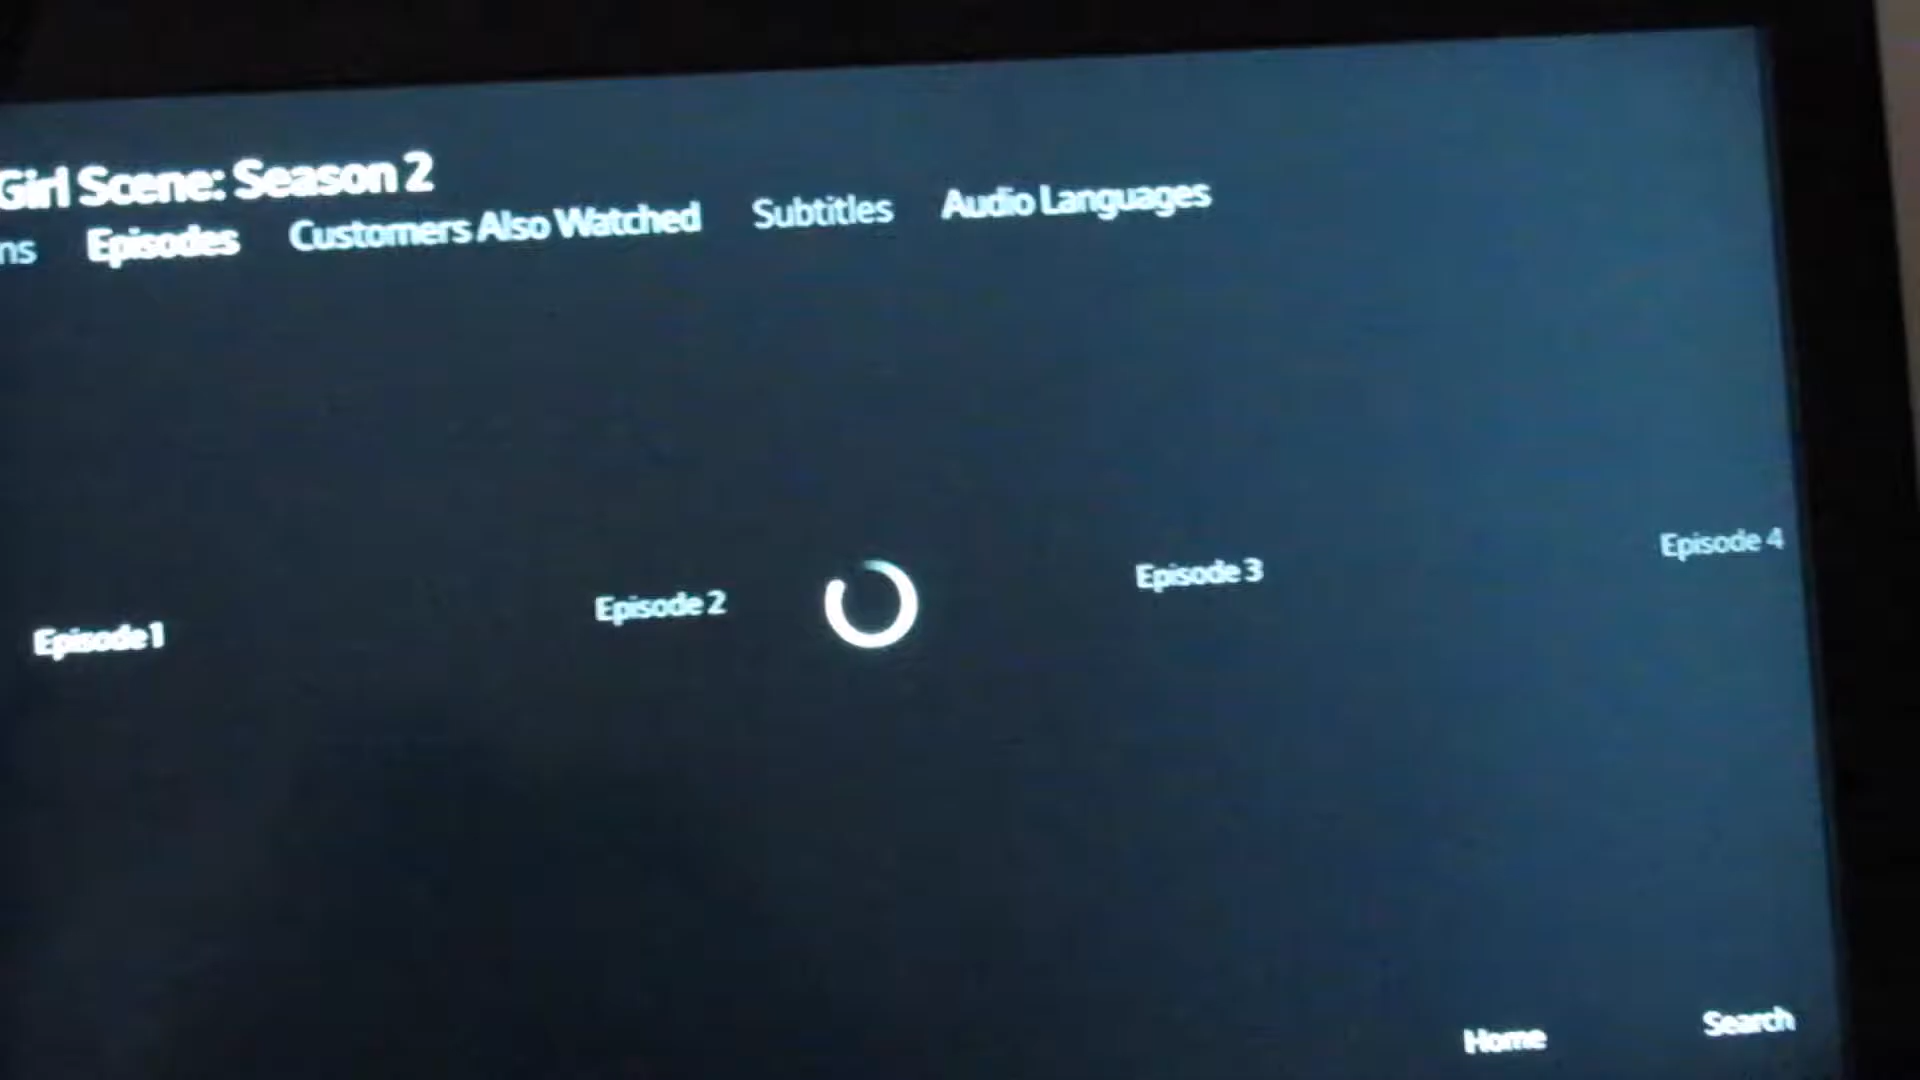 Girl Scene: Season 2
ns Episodes Customers Also Watched Subtitles Audio Languages
Episode 1 Episode 2 Episode 3 Episode 4
Home Search